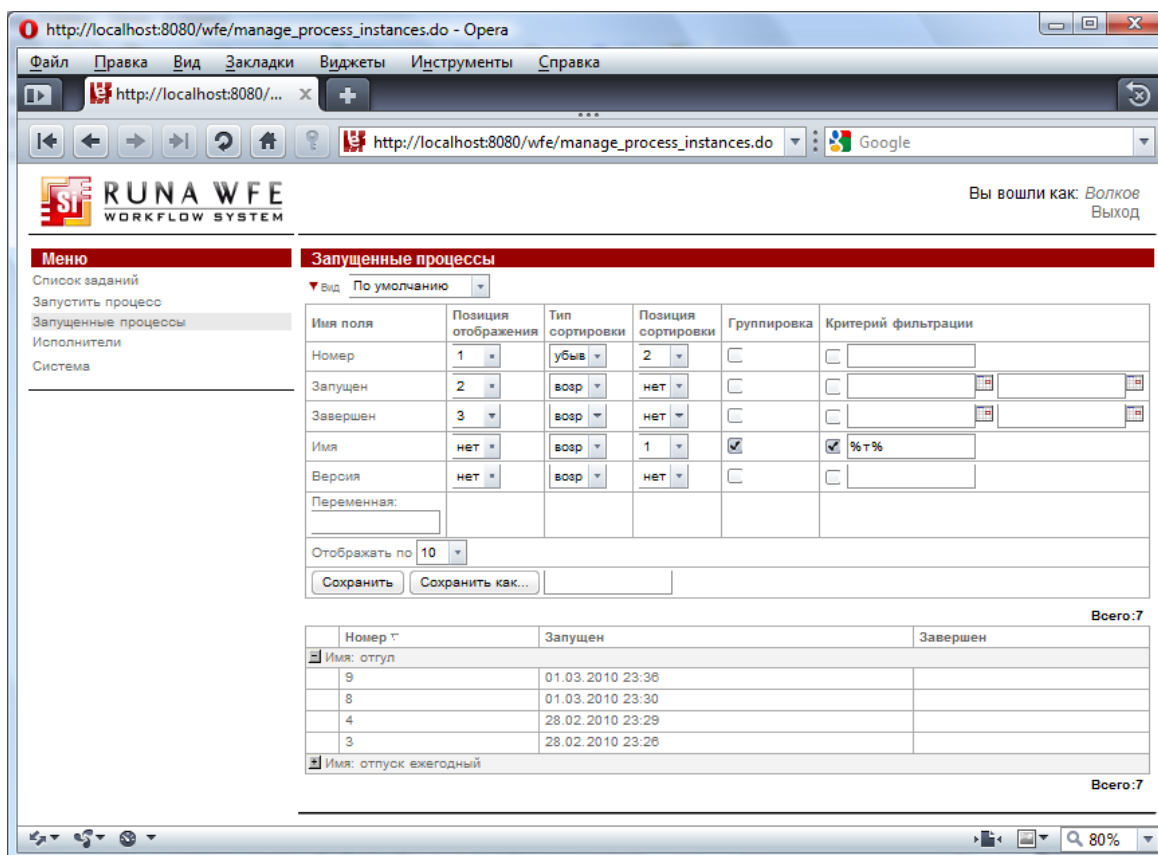 http://localhost:8080/wfe/manage_process_instances.do - Opera
Файл Правка Вид Закладки Виджеты Инструменты Справка
http://localhost:8080/...
http://localhost:8080/wfe/manage_process_instances.do Google
Si RUNA WFE
WORKFLOW SYSTEM
Вы вошли как: Волков
Выход
Меню
Список заданий
Запустить процесс
Запущенные процессы
Исполнители
Система
Запущенные процессы
Вид По умолчанию
Имя поля Позиция отображения Тип сортировки Позиция сортировки Группировка Критерий фильтрации
Номер 1 убыв 2
Запущен 2 возр нет
Завершен 3 возр нет
Имя нет возр 1 %т%
Версия нет возр нет
Переменная:
Отображать по 10
Сохранить Сохранить как...
Всего:7
Номер Запущен Завершен
Имя: отгул
9 01.03.2010 23:36
8 01.03.2010 23:30
4 28.02.2010 23:29
3 28.02.2010 23:26
Имя: отпуск ежегодный
Всего:7
80%